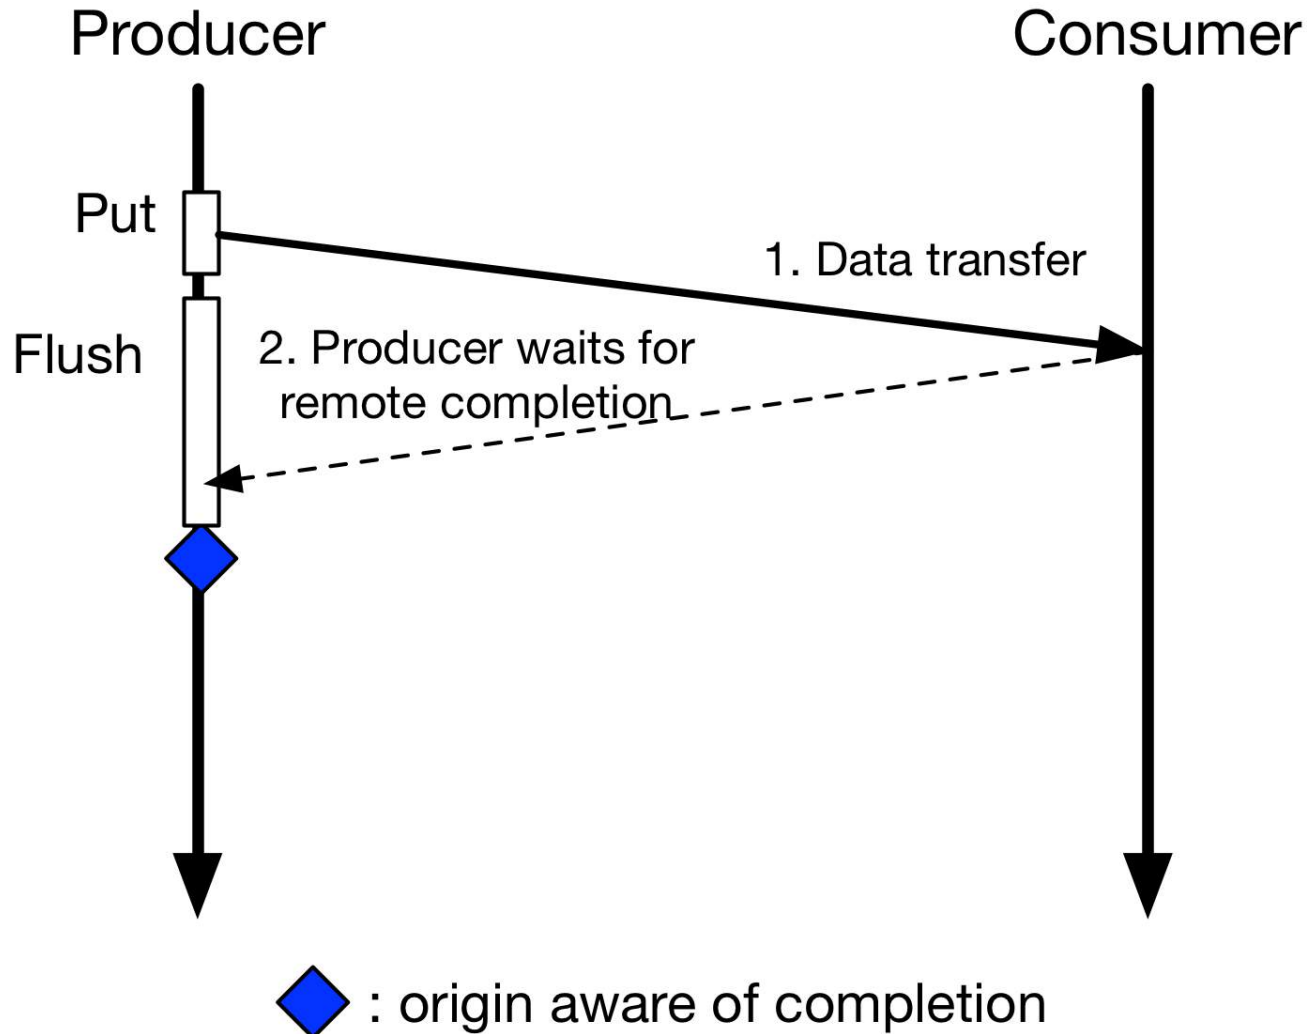 Producer
Consumer
Put
1. Data transfer
Flush
2. Producer waits for
remote completion
: origin aware of completion